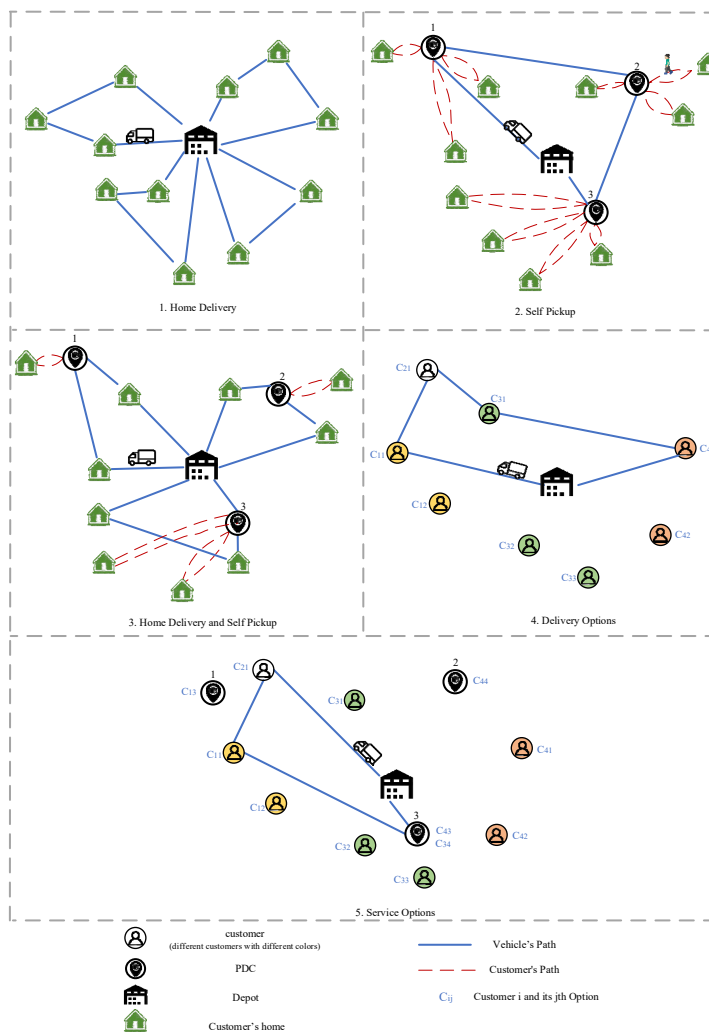 1
2
3
1. Home Delivery
2. Self Pickup
1
2
3
3. Home Delivery and Self Pickup
C21
C31
C11
C12
C32
C33
C42
4. Delivery Options
C21
1
C13
2
C44
C31
C11
C41
C12
3
C43
C34
C32
C42
C33
5. Service Options
customer
(different customers with different colors)
Vehicle's Path
PDC
Customer's Path
Depot
Cij Customer i and its jth Option
Customer's home